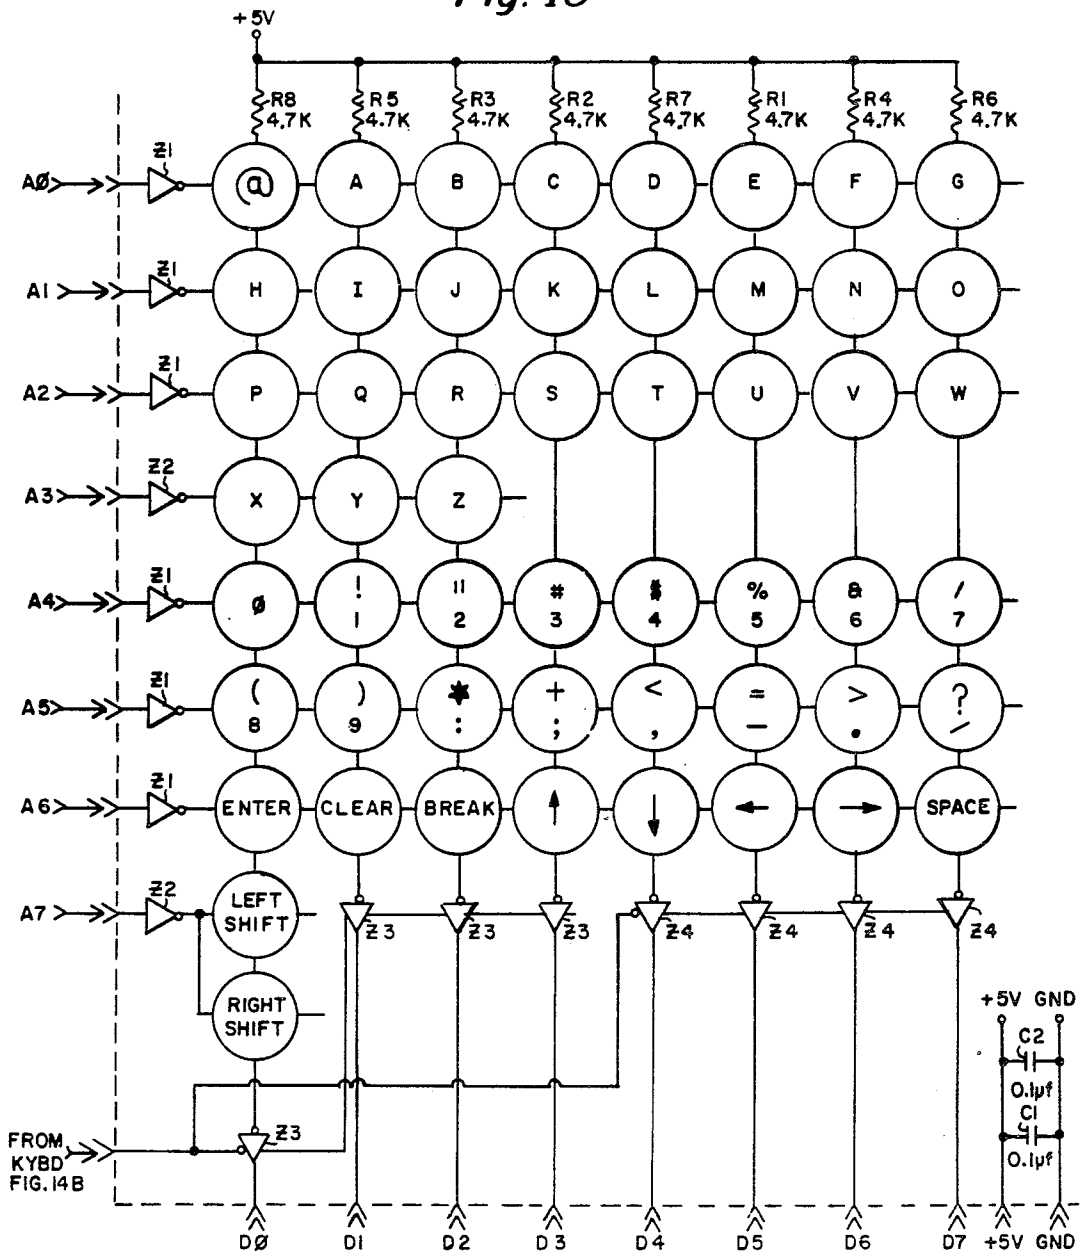 +5V
R8 R5 R3 R2 R7 R1 R4 R6
4.7K 4.7K 4.7K 4.7K 4.7K 4.7K 4.7K 4.7K
AØ Z1 @ A B C D E F G
A1 Z1 H I J K L M N O
A2 Z1 P Q R S T U V W
A3 Z2 X Y Z
Z1 ! " # $ % & /
A4 Ø 1 2 3 4 5 6 7
Z1 ( ) * + < = > ?
A5 8 9 : ; , – . /
A6 Z1 ENTER CLEAR BREAK ↑ ↓ ← → SPACE
A7 Z2 LEFT
SHIFT Z3 Z3 Z3 Z4 Z4 Z4 Z4
RIGHT
SHIFT
+5V GND
C2
0.1µf
C1
0.1µf
FROM
KYBD
FIG.14B
Z3
DØ D1 D2 D3 D4 D5 D6 D7 +5V GND